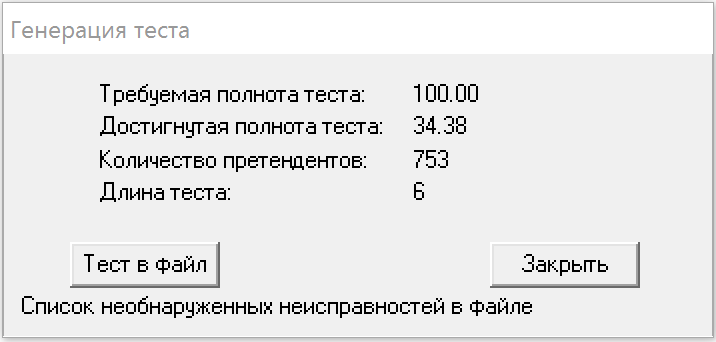 Генерация теста
Требуемая полнота теста: 100.00
Достигнутая полнота теста: 34.38
Количество претендентов: 753
Длина теста: 6
Тест в файл Закрыть
Список необнаруженных неисправностей в файле